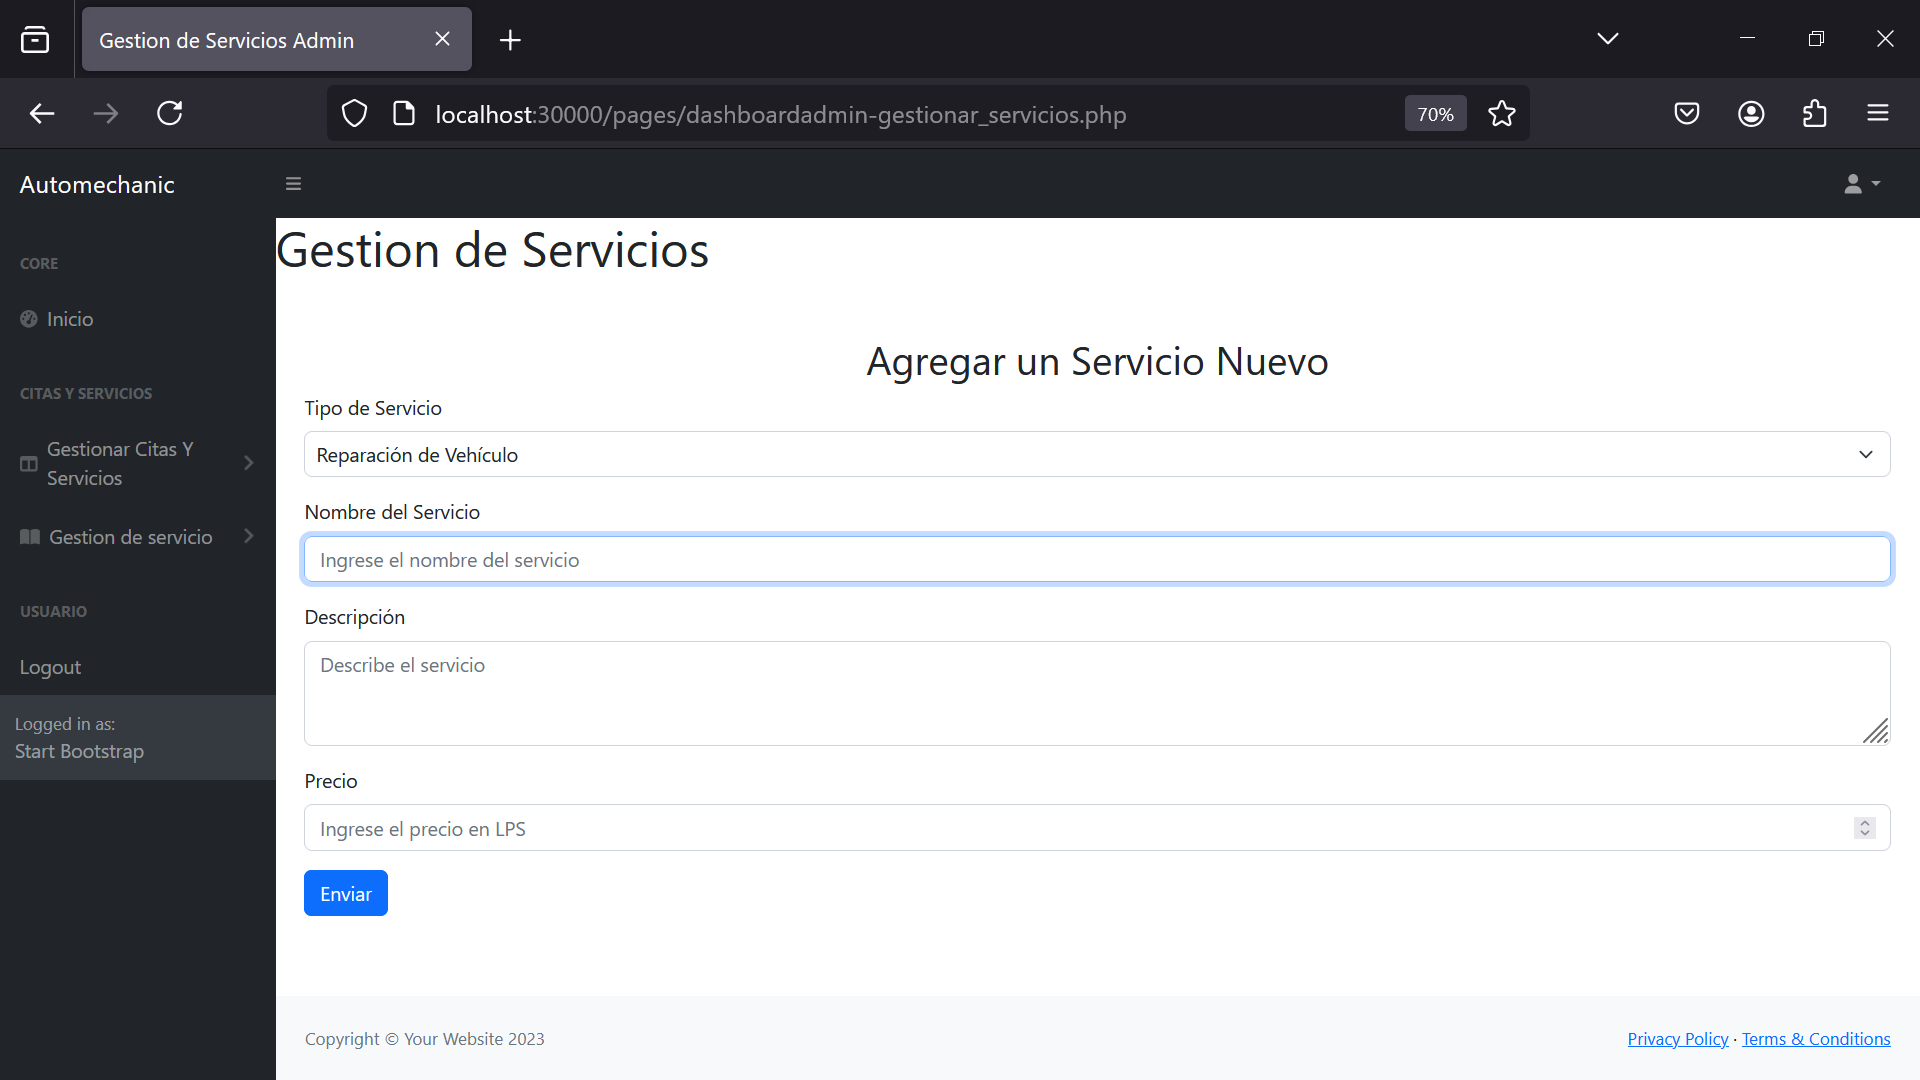 Gestion de Servicios Admin
localhost:30000/pages/dashboardadmin-gestionar_servicios.php
70%
Automechanic
CORE
Inicio
CITAS Y SERVICIOS
Gestionar Citas Y
Servicios
Gestion de servicio
USUARIO
Logout
Logged in as:
Start Bootstrap
Gestion de Servicios
Agregar un Servicio Nuevo
Tipo de Servicio
Reparación de Vehículo
Nombre del Servicio
Ingrese el nombre del servicio
Descripción
Describe el servicio
Precio
Ingrese el precio en LPS
Enviar
Copyright © Your Website 2023
Privacy Policy · Terms & Conditions